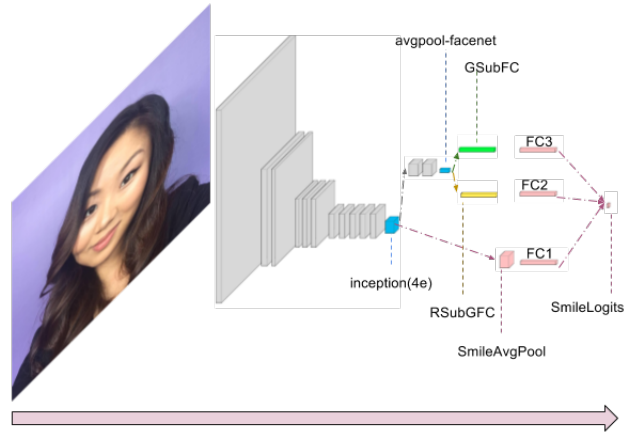 avgpool-facenet
GSubFC
FC3
FC2
FC1
inception(4e)
RSubGFC
SmileLogits
SmileAvgPool